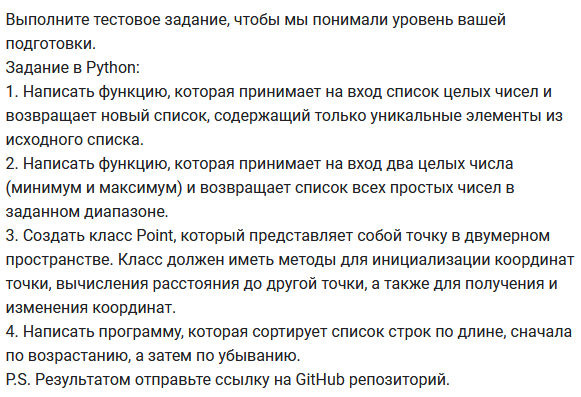 Выполните тестовое задание, чтобы мы понимали уровень вашей
подготовки.
Задание в Python:
1. Написать функцию, которая принимает на вход список целых чисел и
возвращает новый список, содержащий только уникальные элементы из
исходного списка.
2. Написать функцию, которая принимает на вход два целых числа
(минимум и максимум) и возвращает список всех простых чисел в
заданном диапазоне.
3. Создать класс Point, который представляет собой точку в двумерном
пространстве. Класс должен иметь методы для инициализации координат
точки, вычисления расстояния до другой точки, а также для получения и
изменения координат.
4. Написать программу, которая сортирует список строк по длине, сначала
по возрастанию, а затем по убыванию.
P.S. Результатом отправьте ссылку на GitHub репозиторий.